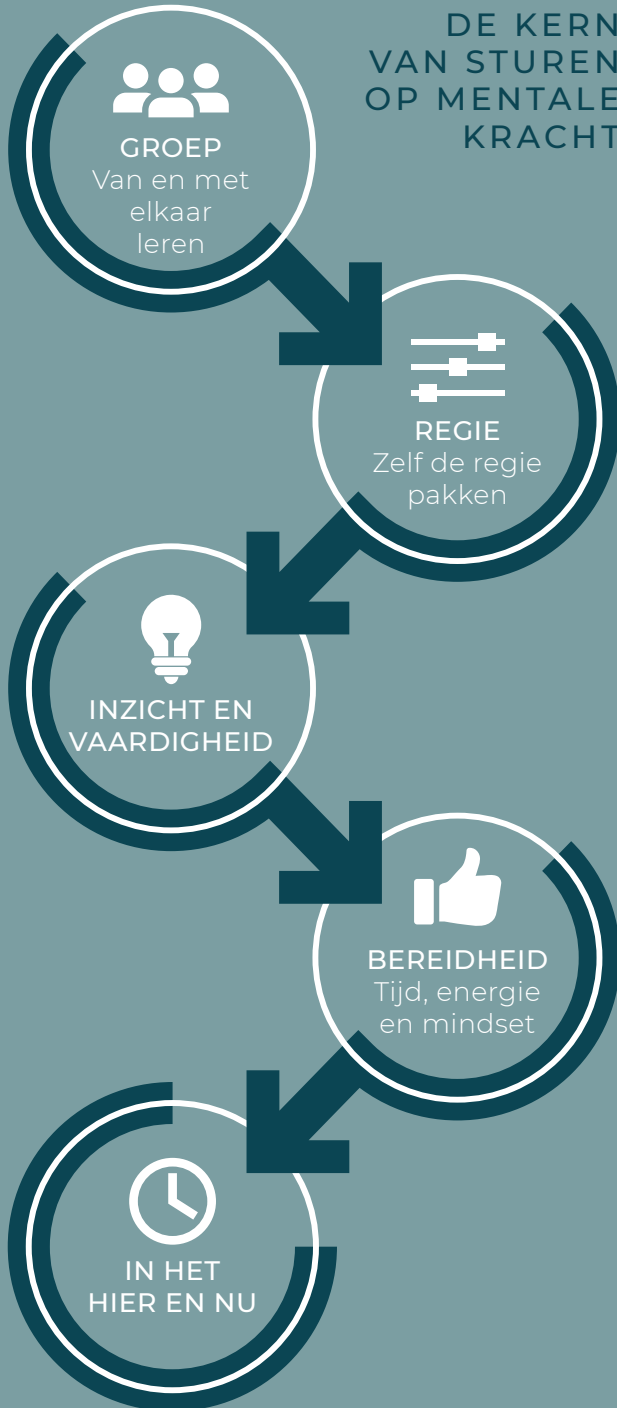 DE KERN
VAN STUREN
OP MENTALE
KRACHT
GROEP
Van en met
elkaar
leren
REGIE
Zelf de regie
pakken
INZICHT EN
VAARDIGHEID
BEREIDHEID
Tijd, energie
en mindset
IN HET
HIER EN NU